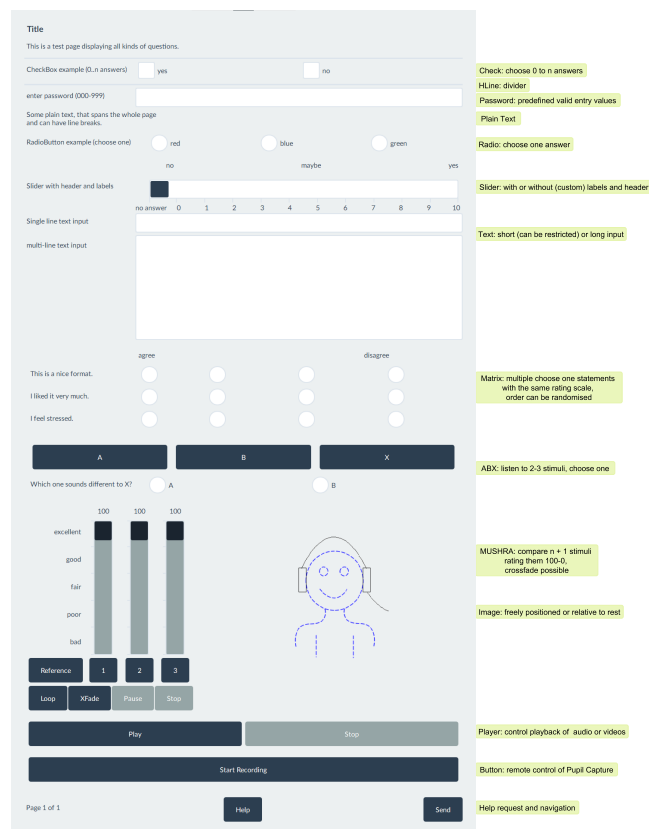 Title
This is a test page displaying all kinds of questions.
CheckBox example (0..n answers)
yes
no
Check: choose 0 to n answers
HLine: divider
enter password (000-999)
Password: predefined valid entry values
Some plain text, that spans the whole page
and can have line breaks.
Plain Text
RadioButton example (choose one)
red
blue
green
Radio: choose one answer
no
maybe
yes
Slider with header and labels
Slider: with or without (custom) labels and header
no answer 0 1 2 3 4 5 6 7 8 9 10
Single line text input
Text: short (can be restricted) or long input
multi-line text input
agree
disagree
This is a nice format.
I liked it very much.
I feel stressed.
Matrix: multiple choose one statements
with the same rating scale,
order can be randomised
A
B
X
ABX: listen to 2-3 stimuli, choose one
Which one sounds different to X?
A
B
100 100 100
excellent
good
fair
poor
bad
MUSHRA: compare n + 1 stimuli
rating them 100-0,
crossfade possible
Image: freely positioned or relative to rest
Reference 1 2 3
Loop XFade Pause Stop
Play
Stop
Player: control playback of audio or videos
Start Recording
Button: remote control of Pupil Capture
Page 1 of 1
Help
Send
Help request and navigation